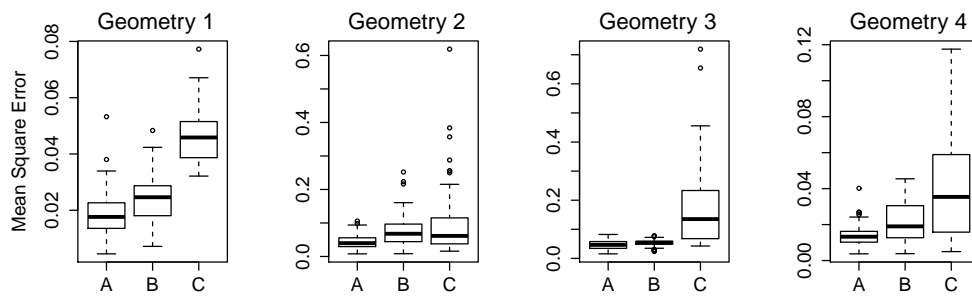 Geometry 1
Geometry 2
Geometry 3
Geometry 4
Mean Square Error
0.08
0.06
0.04
0.02
A B C
0.6
0.4
0.2
0.0
A B C
0.6
0.4
0.2
0.0
A B C
0.12
0.08
0.04
0.00
A B C